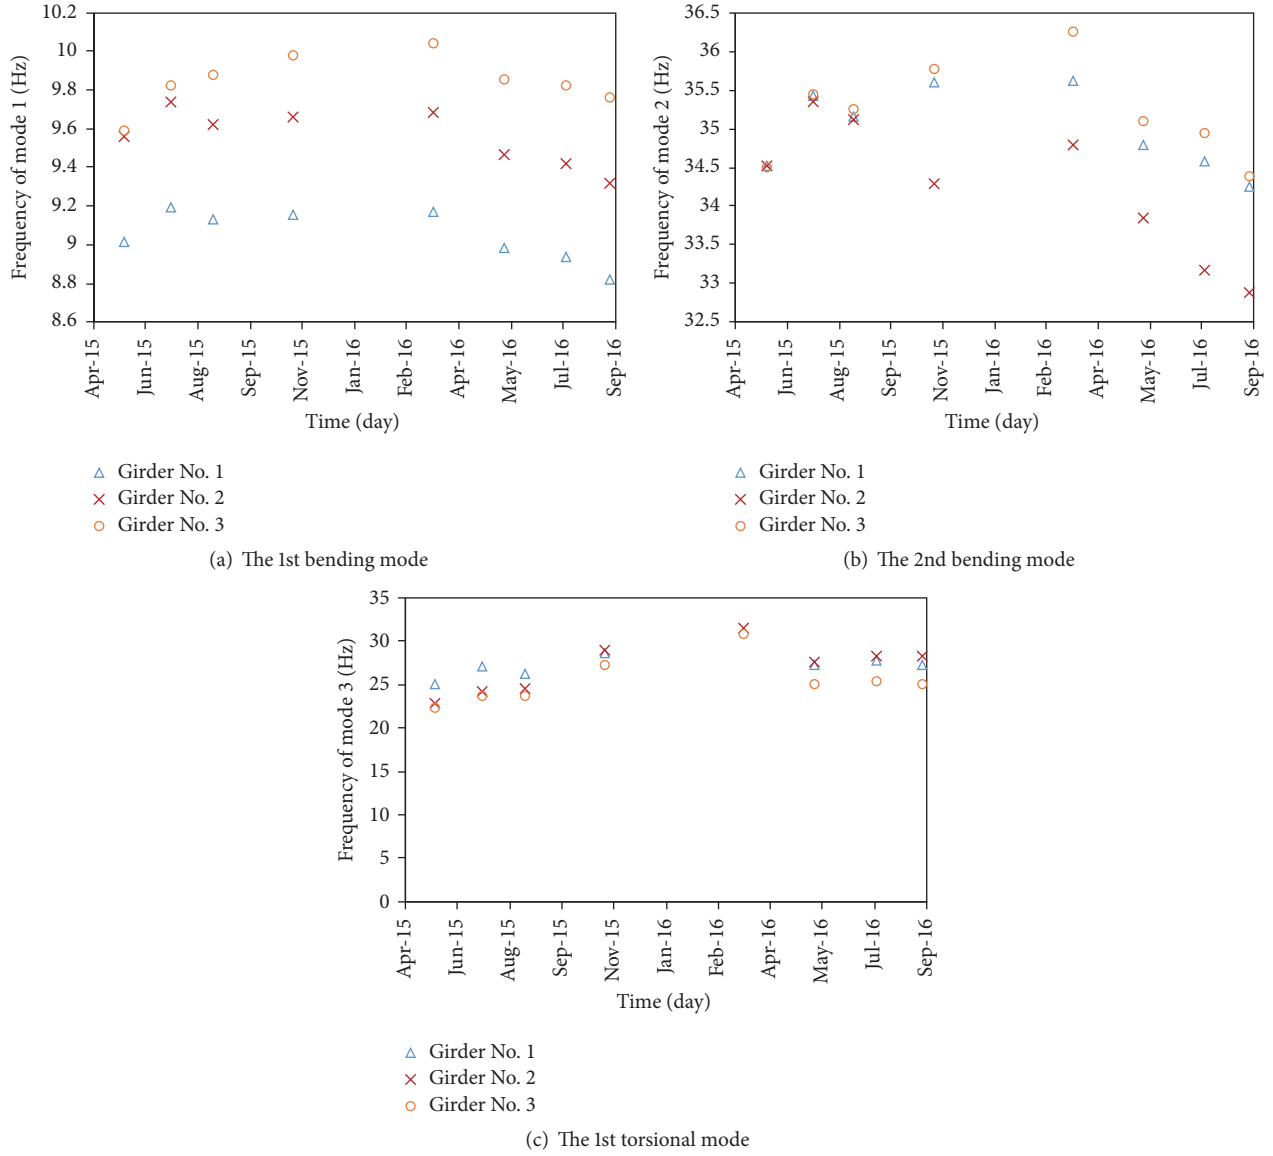 10.2
10
9.8
9.6
9.4
9.2
9
8.8
8.6
Frequency of mode 1 (Hz)
Apr-15
Jun-15
Aug-15
Sep-15
Nov-15
Jan-16
Feb-16
Apr-16
May-16
Jul-16
Sep-16
Time (day)
Girder No. 1
Girder No. 2
Girder No. 3
(a) The 1st bending mode
36.5
36
35.5
35
34.5
34
33.5
33
32.5
Frequency of mode 2 (Hz)
Apr-15
Jun-15
Aug-15
Sep-15
Nov-15
Jan-16
Feb-16
Apr-16
May-16
Jul-16
Sep-16
Time (day)
Girder No. 1
Girder No. 2
Girder No. 3
(b) The 2nd bending mode
35
30
25
20
15
10
5
0
Frequency of mode 3 (Hz)
Apr-15
Jun-15
Aug-15
Sep-15
Nov-15
Jan-16
Feb-16
Apr-16
May-16
Jul-16
Sep-16
Time (day)
Girder No. 1
Girder No. 2
Girder No. 3
(c) The 1st torsional mode